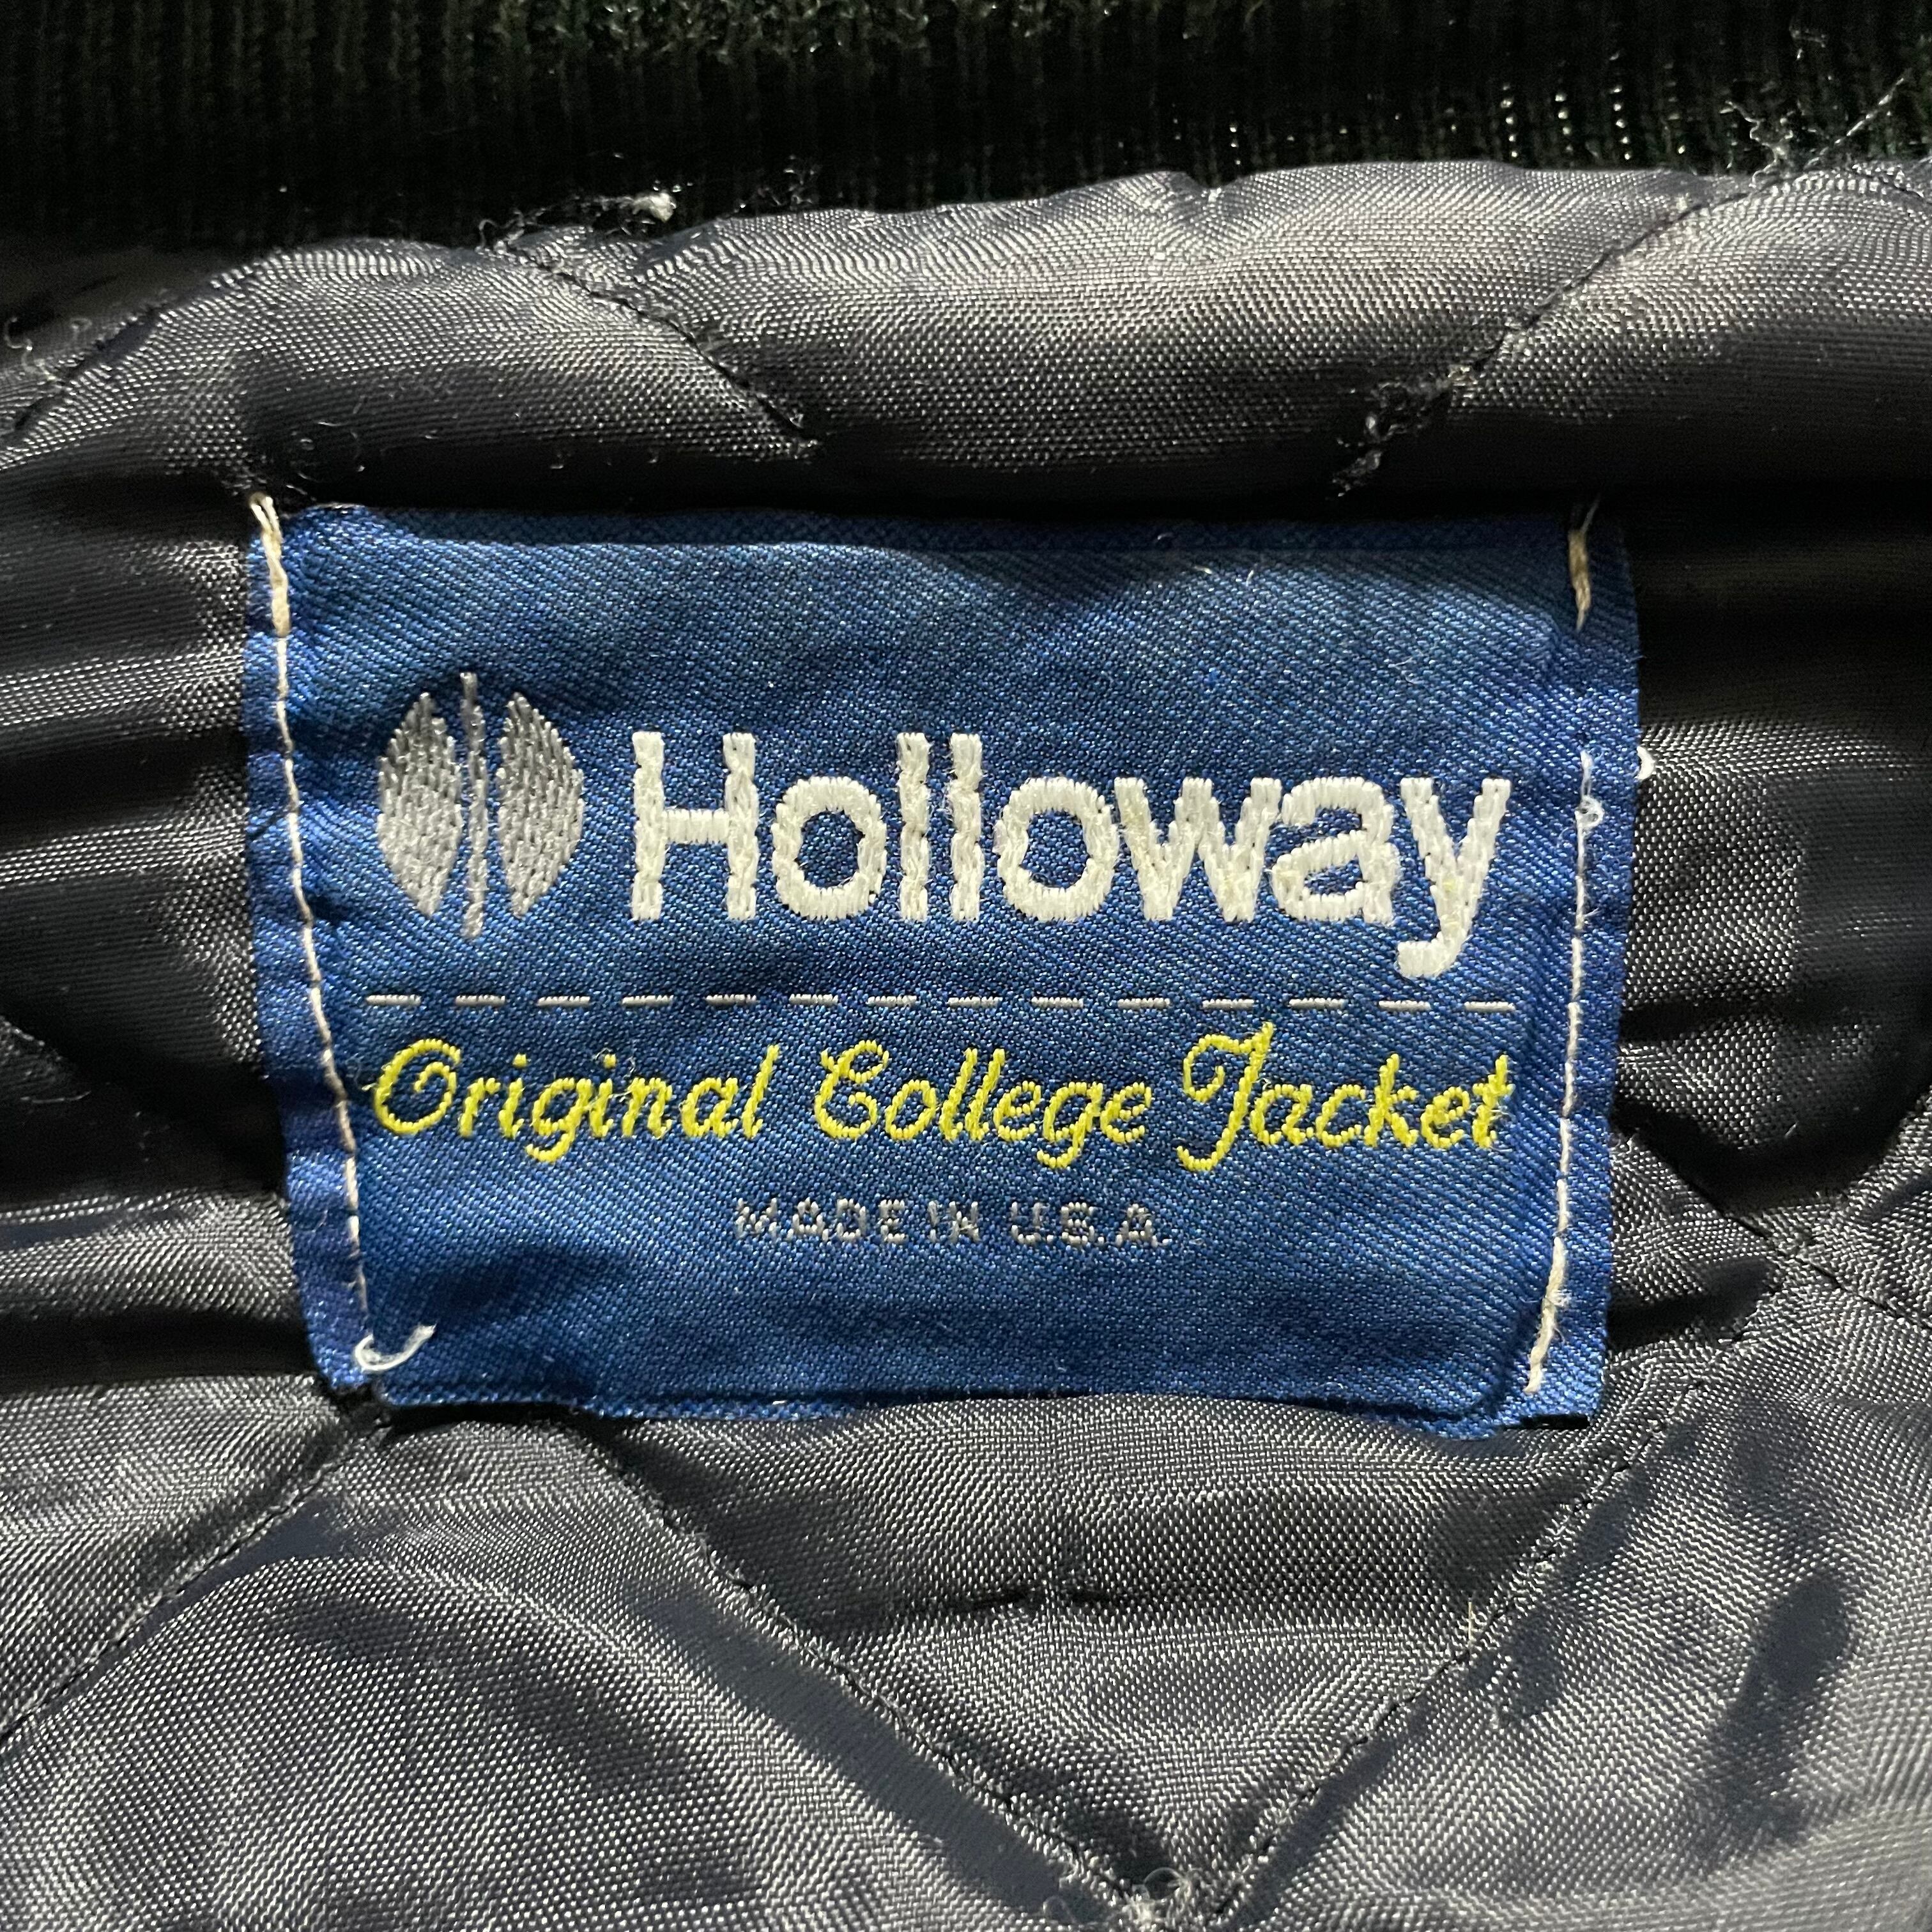 Holloway
Original College Jacket
MADE IN U.S.A.